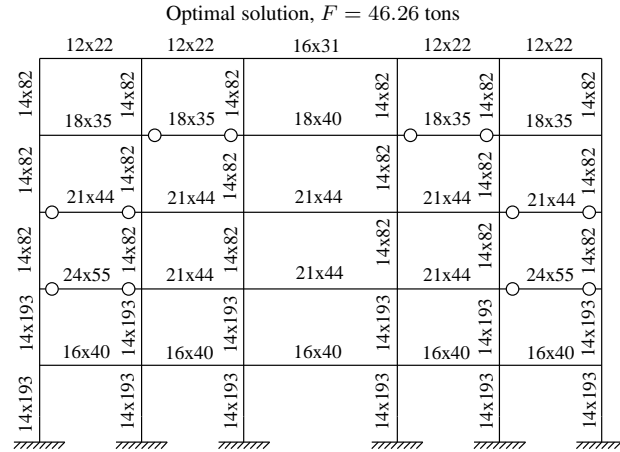 Optimal solution, F = 46.26 tons
12x22 12x22 16x31 12x22 12x22
14x82 14x82 14x82 14x82 14x82 14x82
18x35 18x35 18x40 18x35 18x35
14x82 14x82 14x82 14x82 14x82 14x82
21x44 21x44 21x44 21x44 21x44
14x82 14x82 14x82 14x82 14x82 14x82
24x55 21x44 21x44 21x44 24x55
14x193 14x193 14x193 14x193 14x193 14x193
16x40 16x40 16x40 16x40 16x40
14x193 14x193 14x193 14x193 14x193 14x193